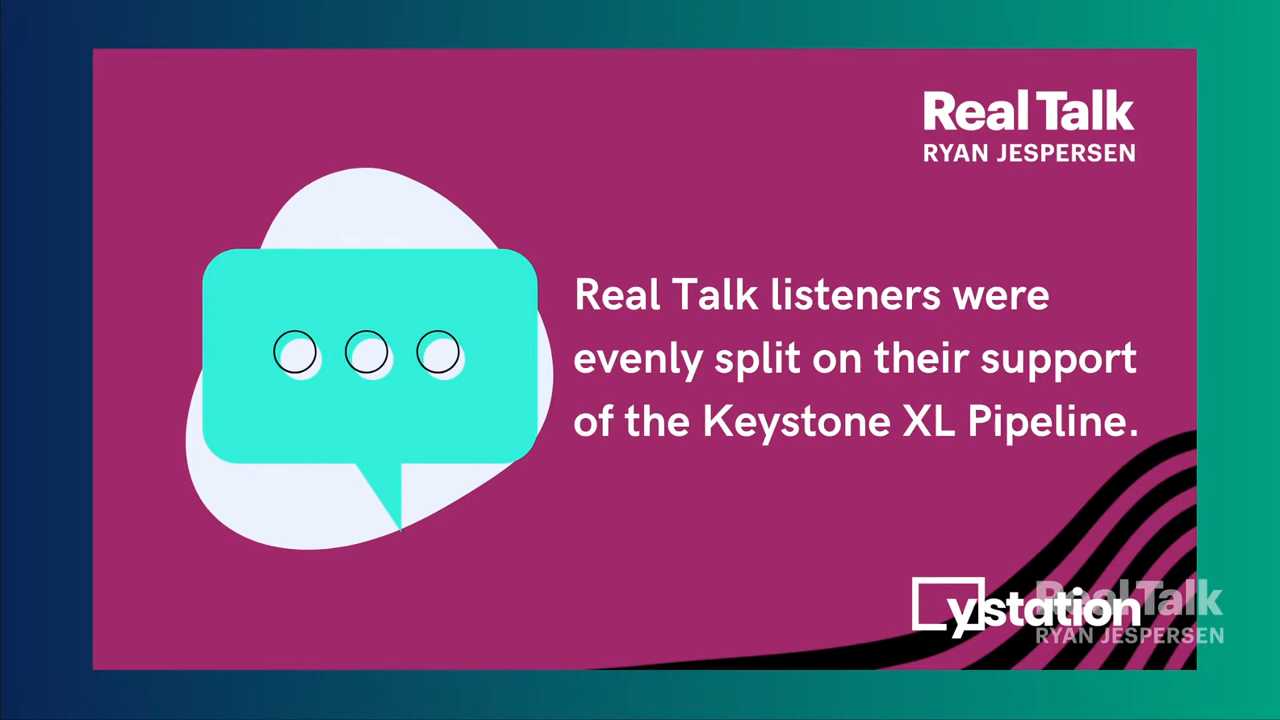 Real Talk
RYAN JESPERSEN
Real Talk listeners were
evenly split on their support
of the Keystone XL Pipeline.
ystation
Real Talk
RYAN JESPERSEN